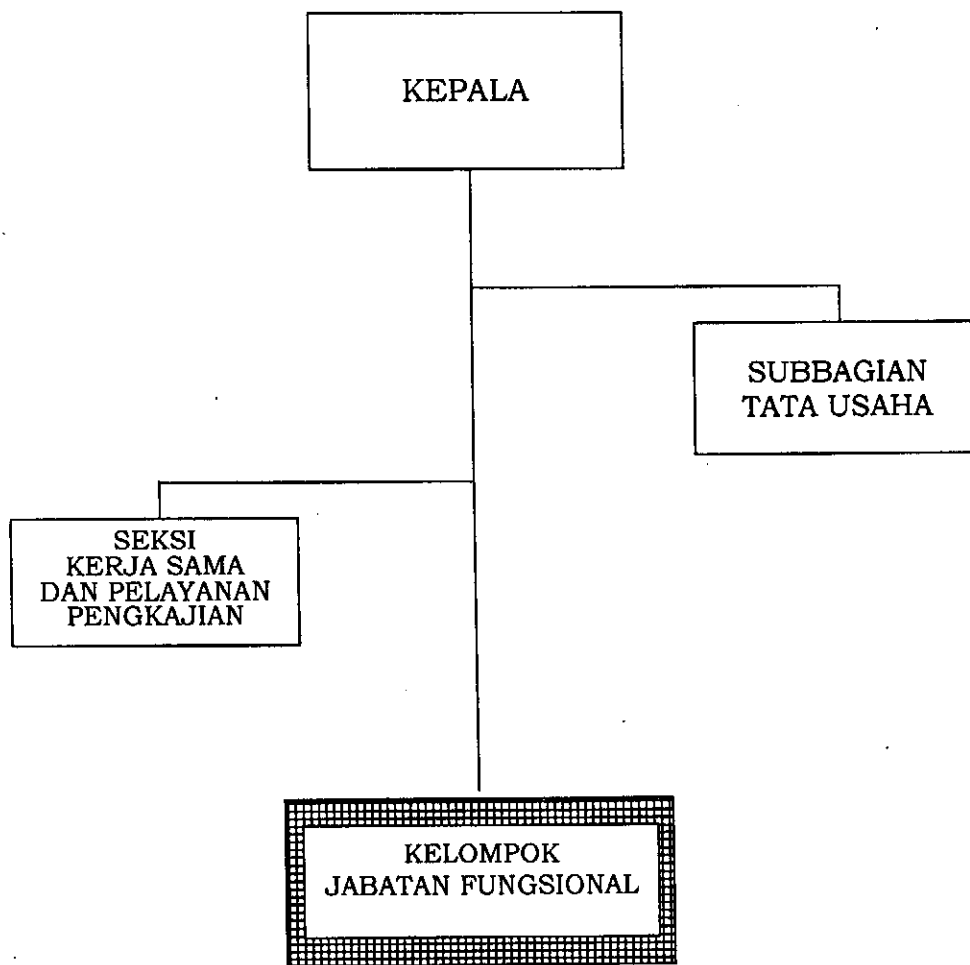 KEPALA
SUBBAGIAN
TATA USAHA
SEKSI
KERJA SAMA
DAN PELAYANAN
PENGKAJIAN
KELOMPOK
JABATAN FUNGSIONAL